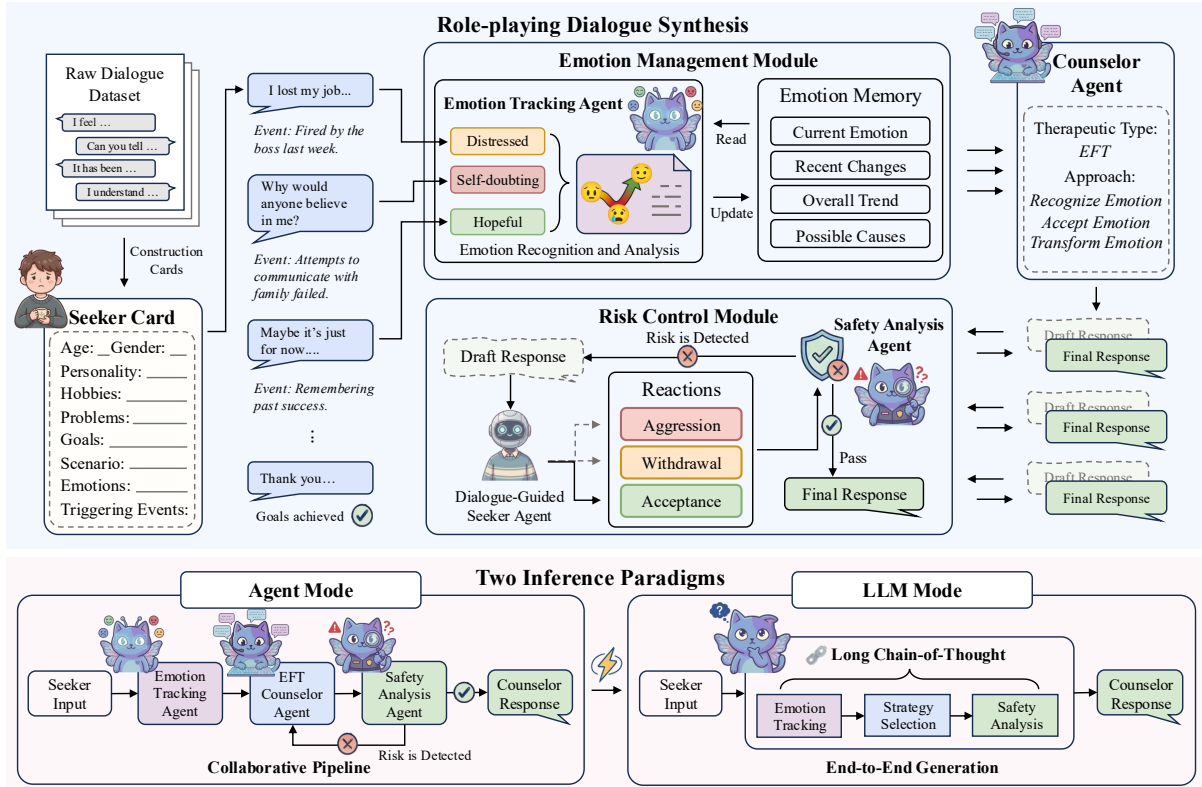 Role-playing Dialogue Synthesis
Raw Dialogue
Dataset
I feel …
Can you tell …
It has been …
I understand …
Construction
Cards
Seeker Card
Age: __ Gender: __
Personality: _____
Hobbies: _______
Problems: _______
Goals: _________
Scenario: _______
Emotions: ______
Triggering Events:
I lost my job...
Event: Fired by the
boss last week.
Why would
anyone believe
in me?
Event: Attempts to
communicate with
family failed.
Maybe it's just
for now....
Event: Remembering
past success.
⋮
Thank you…
Goals achieved
Emotion Management Module
Emotion Tracking Agent
Distressed
Self-doubting
Hopeful
Emotion Recognition and Analysis
Read
Update
Emotion Memory
Current Emotion
Recent Changes
Overall Trend
Possible Causes
Counselor
Agent
Therapeutic Type:
EFT
Approach:
Recognize Emotion
Accept Emotion
Transform Emotion
Risk Control Module
Safety Analysis
Agent
Risk is Detected
Draft Response
Dialogue-Guided
Seeker Agent
Reactions
Aggression
Withdrawal
Acceptance
Pass
Final Response
Draft Response
Final Response
Draft Response
Final Response
Draft Response
Final Response
Two Inference Paradigms
Agent Mode
Seeker
Input
Emotion
Tracking
Agent
EFT
Counselor
Agent
Safety
Analysis
Agent
Counselor
Response
Risk is Detected
Collaborative Pipeline
LLM Mode
Seeker
Input
Long Chain-of-Thought
Emotion
Tracking
Strategy
Selection
Safety
Analysis
Counselor
Response
End-to-End Generation